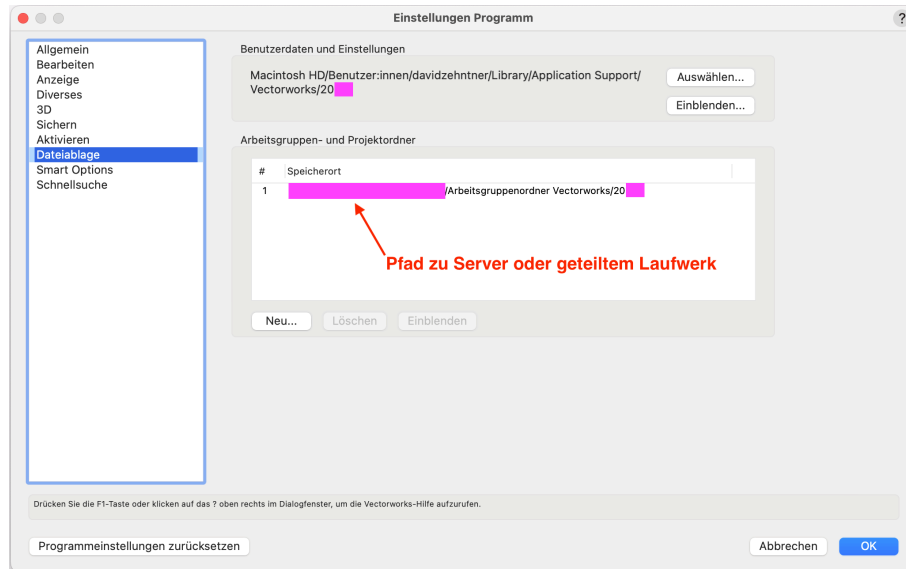 Einstellungen Programm
?
Allgemein
Bearbeiten
Anzeige
Diverses
3D
Sichern
Aktivieren
Dateiablage
Smart Options
Schnellsuche
Benutzerdaten und Einstellungen
Macintosh HD/Benutzer:innen/davidzehntner/Library/Application Support/
Vectorworks/20
Auswählen...
Einblenden...
Arbeitsgruppen- und Projektordner
# Speicherort
1 /Arbeitsgruppenordner Vectorworks/20
Pfad zu Server oder geteiltem Laufwerk
Neu... Löschen Einblenden
Drücken Sie die F1-Taste oder klicken auf das ? oben rechts im Dialogfenster, um die Vectorworks-Hilfe aufzurufen.
Programmeinstellungen zurücksetzen Abbrechen OK